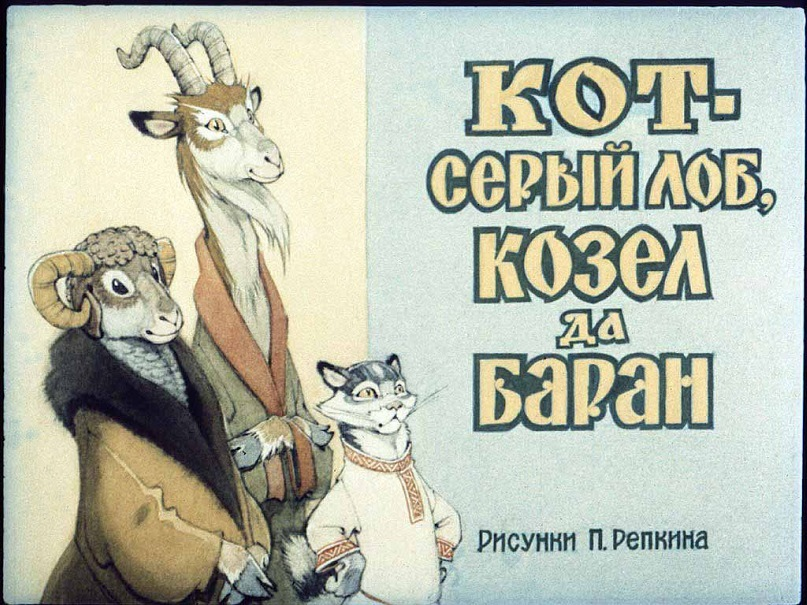 КОТ-
СЕРЫЙ ЛОБ,
КОЗЕЛ
ДА
БАРАН
Рисунки П. Репкина